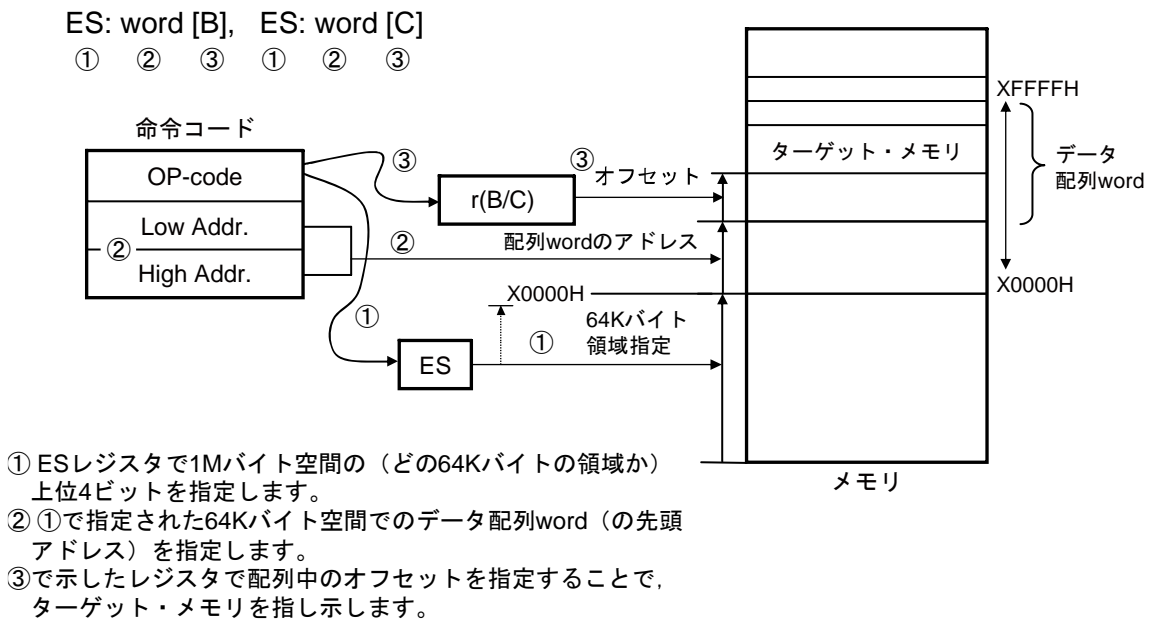 ES: word [B], ES: word [C]
① ② ③ ① ② ③
命令コード
OP-code
Low Addr.
②
High Addr.
③
r(B/C)
③
オフセット
②
配列wordのアドレス
X0000H
①
①
64Kバイト
領域指定
ES
ターゲット・メモリ
XFFFFH
データ
配列word
X0000H
メモリ
① ESレジスタで1Mバイト空間の（どの64Kバイトの領域か）
上位4ビットを指定します。
② ①で指定された64Kバイト空間でのデータ配列word（の先頭
アドレス）を指定します。
③で示したレジスタで配列中のオフセットを指定することで，
ターゲット・メモリを指し示します。